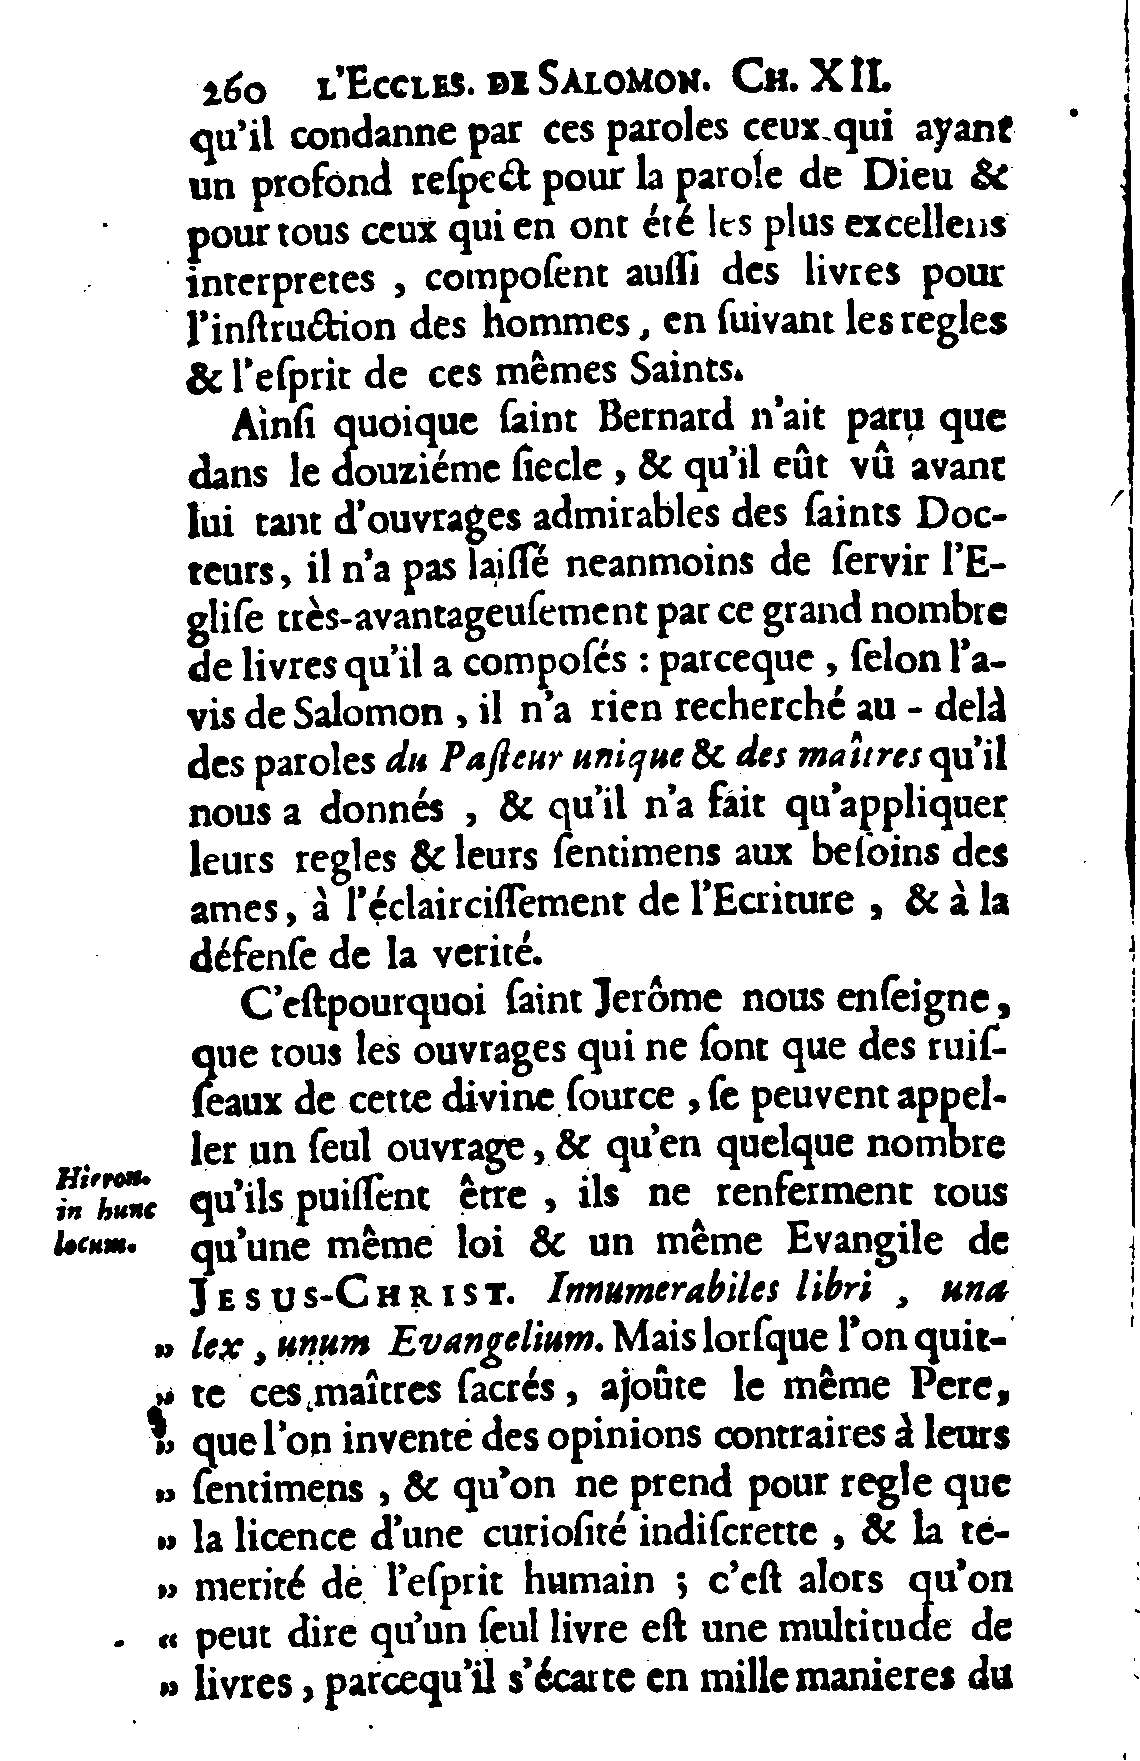 260 L'ECCLES. DE SALOMON. CH. XII.
qu'il condanne par ces paroles ceux qui ayant
un profond reſpect pour la parole de Dieu &
pour tous ceux qui en ont été les plus excellens
interpretes , compoſent auſſi des livres pour
l'inſtruction des hommes , en ſuivant les regles
& l'eſprit de ces mêmes Saints.
Ainſi quoique ſaint Bernard n'ait paru que
dans le douziéme ſiecle , & qu'il eût vû avant
lui tant d'ouvrages admirables des ſaints Doc-
teurs, il n'a pas laiſſé neanmoins de ſervir l'E-
gliſe très-avantageuſement par ce grand nombre
de livres qu'il a compoſés : parceque , ſelon l'a-
vis de Salomon , il n'a rien recherché au - delà
des paroles du Paſteur unique & des maîtres qu'il
nous a donnés , & qu'il n'a fait qu'appliquer
leurs regles & leurs ſentimens aux beſoins des
ames, à l'éclairciſſement de l'Ecriture , & à la
défenſe de la verité.
C'eſtpourquoi ſaint Jerôme nous enſeigne,
que tous les ouvrages qui ne ſont que des ruiſ-
ſeaux de cette divine ſource , ſe peuvent appel-
ler un ſeul ouvrage , & qu'en quelque nombre
Hieron. qu'ils puiſſent être , ils ne renferment tous
in hunc
locum. qu'une même loi & un même Evangile de
JESUS-CHRIST. Innumerabiles libri , una
„ lex , unum Evangelium. Mais lorſque l'on quit-
„ te ces maîtres ſacrés , ajoûte le même Pere,
„ que l'on invente des opinions contraires à leurs
„ ſentimens , & qu'on ne prend pour regle que
„ la licence d'une curioſité indiſcrette , & la te-
„ merité de l'eſprit humain ; c'eſt alors qu'on
“ peut dire qu'un ſeul livre eſt une multitude de
„ livres , parcequ'il s'écarte en mille manieres du